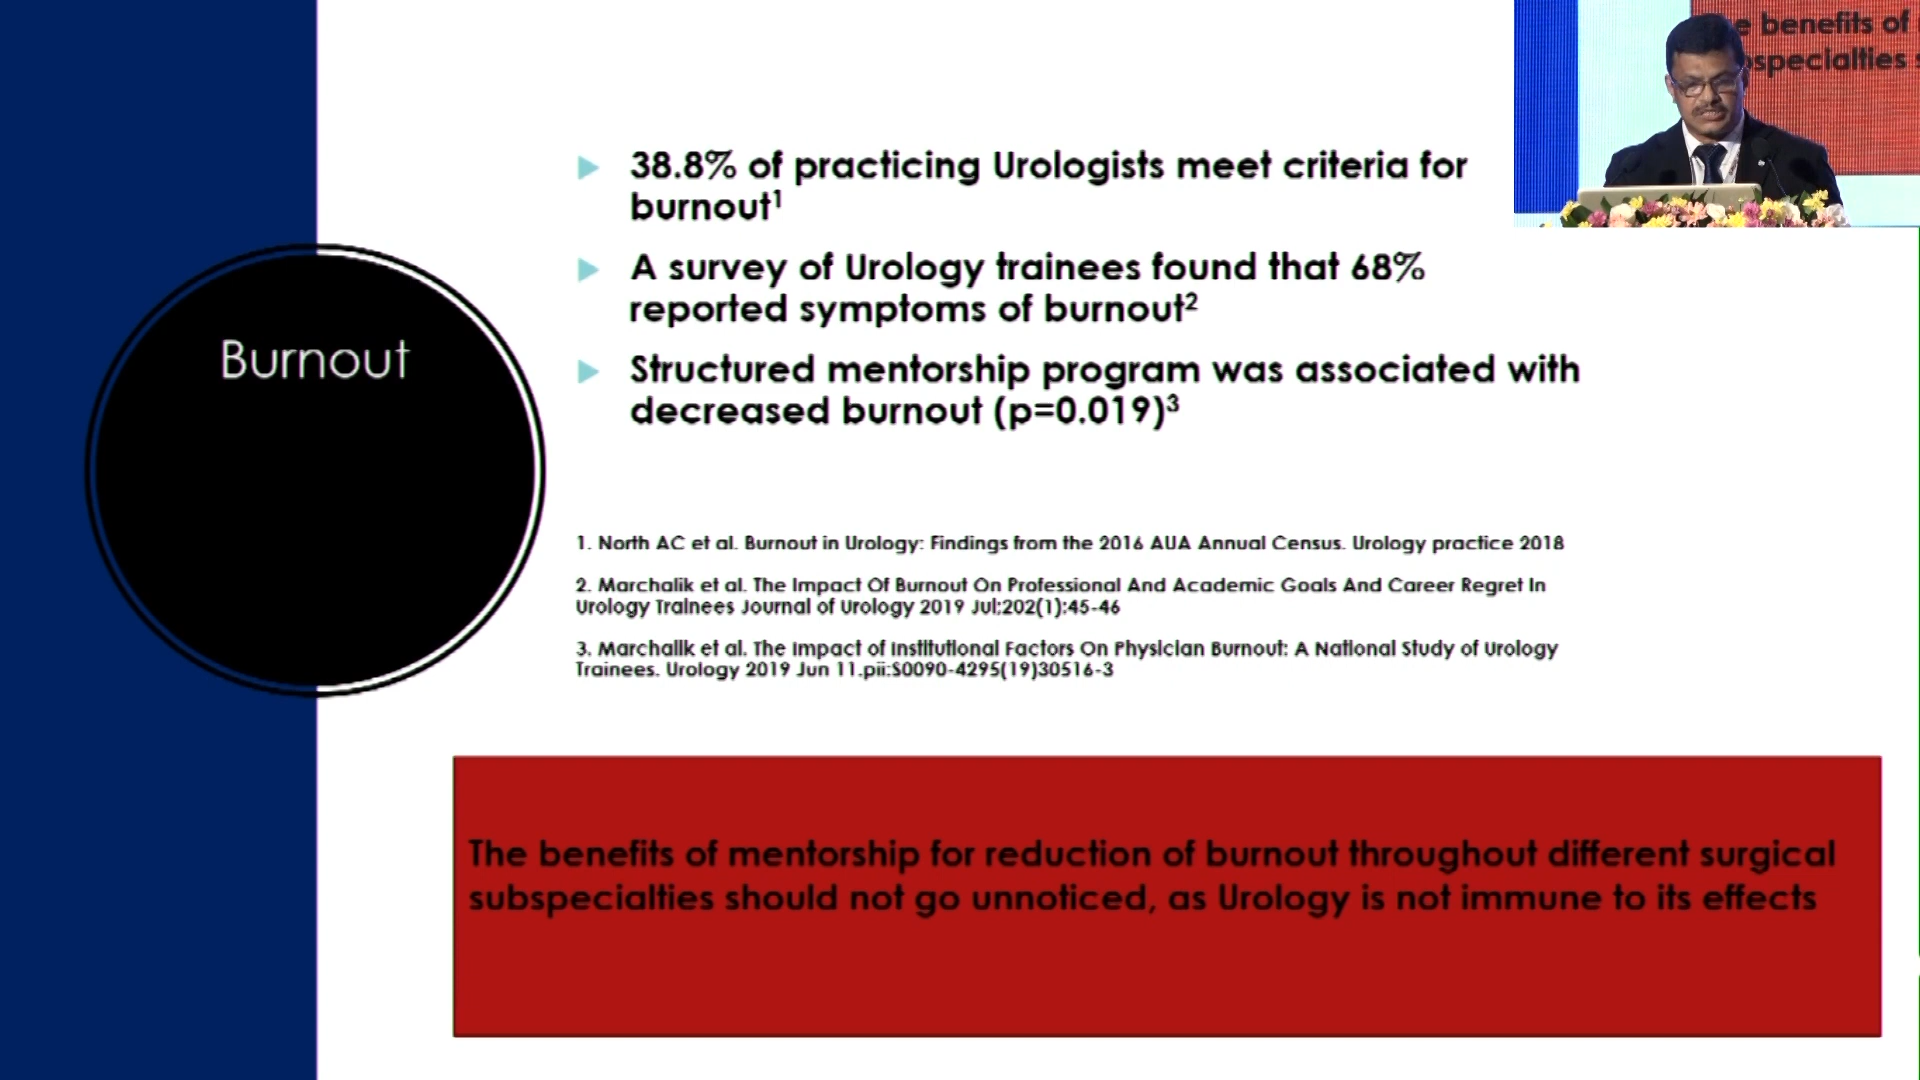 Burnout
38.8% of practicing Urologists meet criteria for
burnout1
A survey of Urology trainees found that 68%
reported symptoms of burnout2
Structured mentorship program was associated with
decreased burnout (p=0.019)3
1. North AC et al. Burnout in Urology: Findings from the 2016 AUA Annual Census. Urology practice 2018
2. Marchalik et al. The Impact Of Burnout On Professional And Academic Goals And Career Regret In
Urology Trainees Journal of Urology 2019 Jul;202(1):45-46
3. Marchalik et al. The Impact of Institutional Factors On Physician Burnout: A National Study of Urology
Trainees. Urology 2019 Jun 11.pii:S0090-4295(19)30516-3
The benefits of mentorship for reduction of burnout throughout different surgical
subspecialties should not go unnoticed, as Urology is not immune to its effects
e benefits of
specialties s